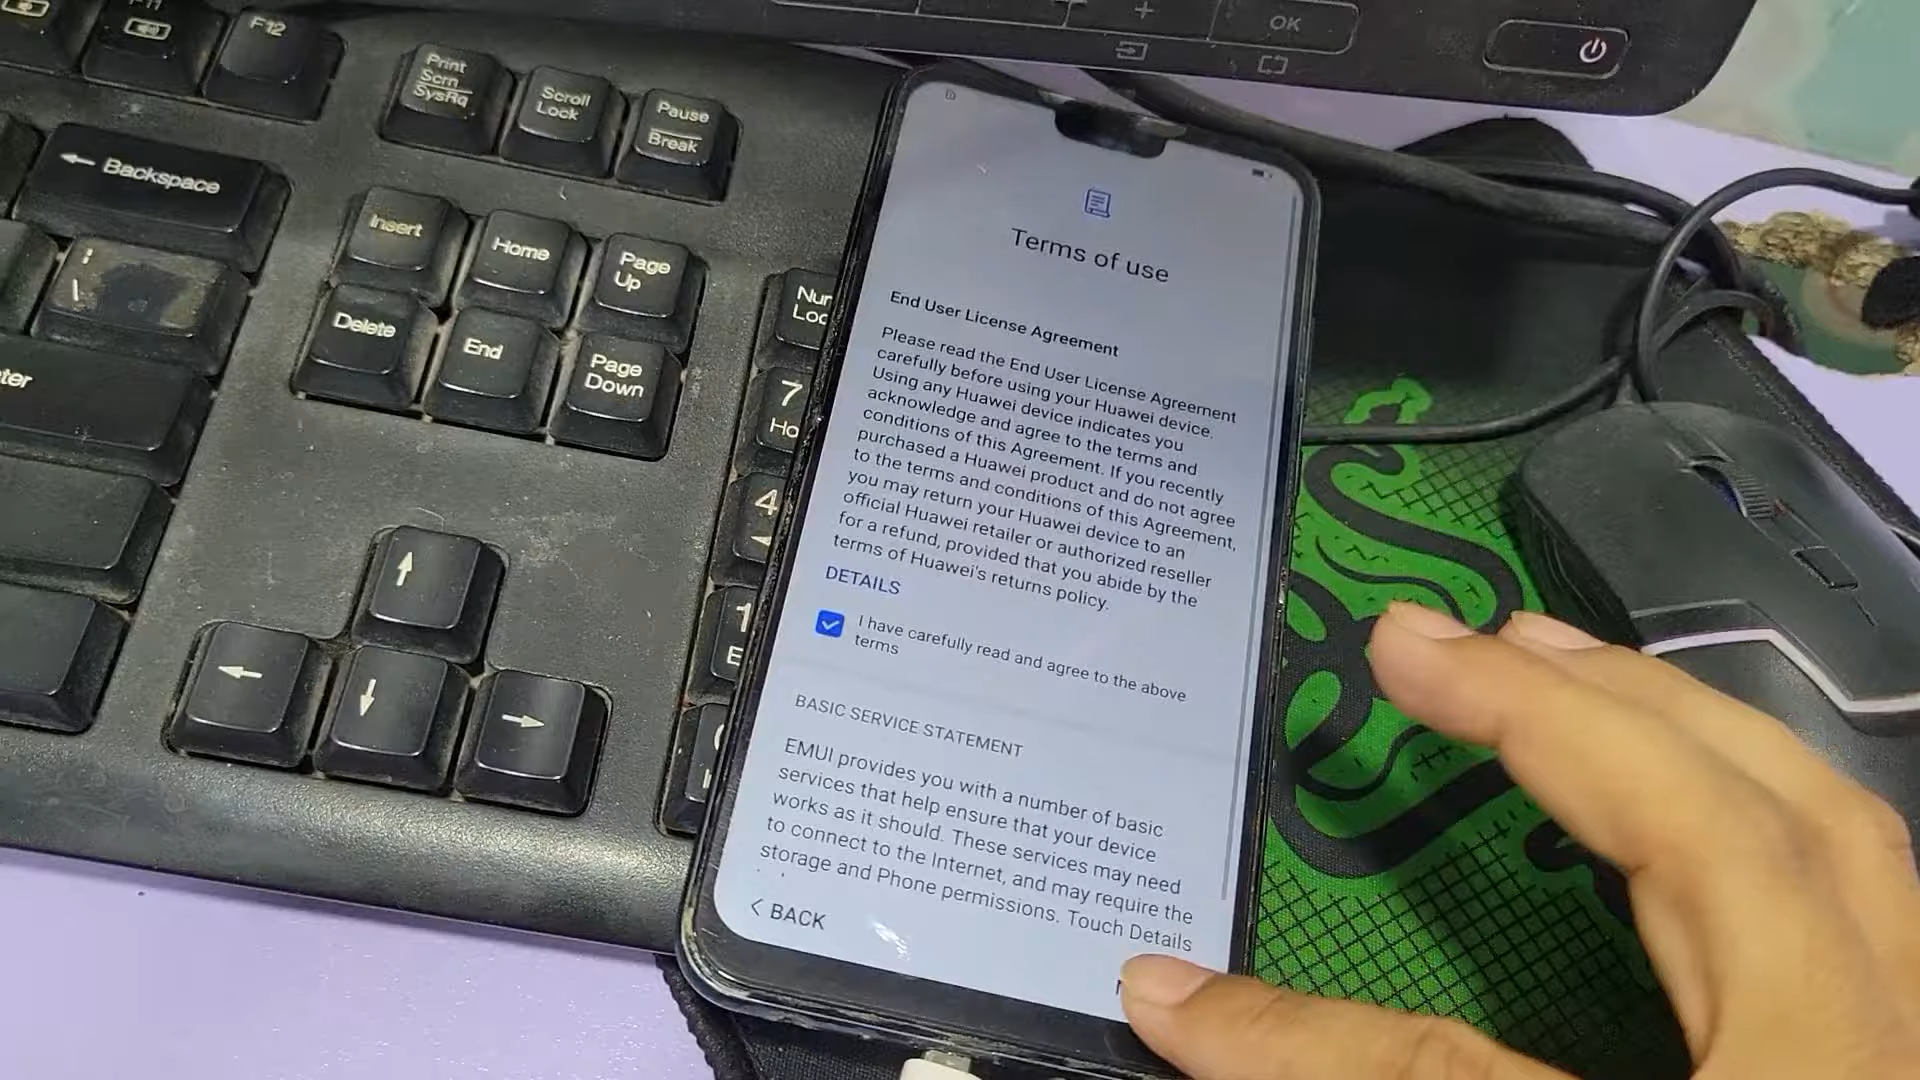 F11
F12
Print
Scrn
SysRq
Scroll
Lock
Pause
Break
Backspace
Insert
Home
Page
Up
Delete
End
Page
Down
Num
Loc
7
Ho
4
1
E
+
OK
Terms of use
End User License Agreement
Please read the End User License Agreement
carefully before using your Huawei device.
Using any Huawei device indicates you
acknowledge and agree to the terms and
conditions of this Agreement. If you recently
purchased a Huawei product and do not agree
to the terms and conditions of this Agreement,
you may return your Huawei device to an
official Huawei retailer or authorized reseller
for a refund, provided that you abide by the
terms of Huawei's returns policy.
DETAILS
I have carefully read and agree to the above
terms
BASIC SERVICE STATEMENT
EMUI provides you with a number of basic
services that help ensure that your device
works as it should. These services may need
to connect to the Internet, and may require the
storage and Phone permissions. Touch Details
< BACK